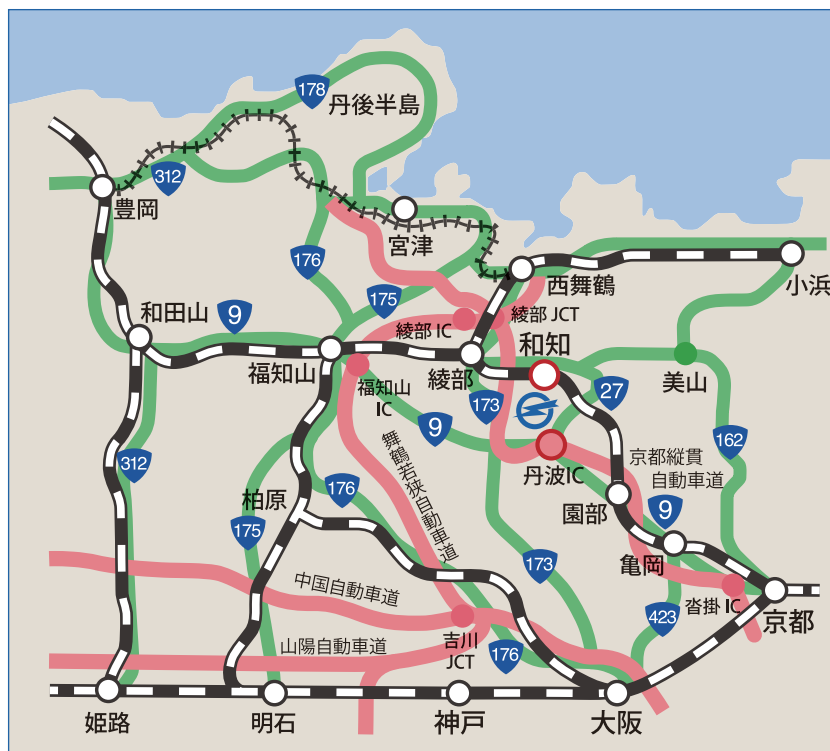 178
丹後半島
312
豊岡
宮津
176
西舞鶴
小浜
175
和田山
9
綾部 IC
綾部 JCT
和知
福知山
綾部
美山
福知山
IC
173
27
9
162
312
舞鶴若狭自動車道
京都縦貫
自動車道
丹波IC
176
柏原
園部
9
175
亀岡
173
中国自動車道
沓掛 IC
京都
423
吉川
JCT
山陽自動車道
176
姫路
明石
神戸
大阪